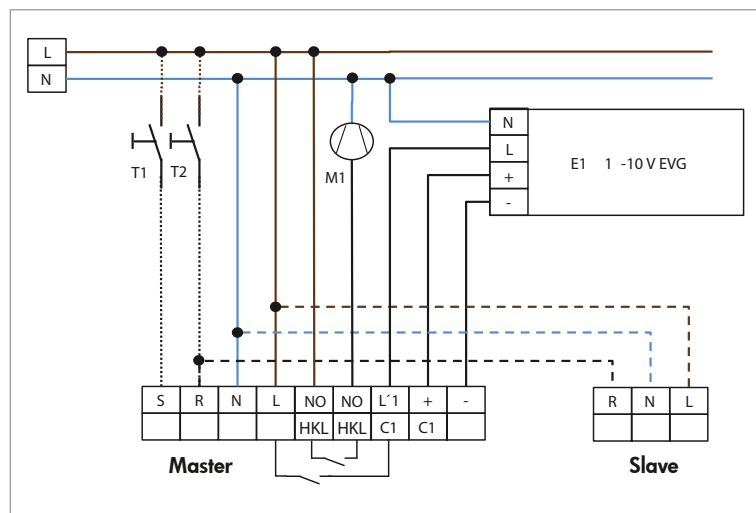 L
N
T1
T2
M1
N
L
+
-
E1 1 -10 V EVG
S R N L NO NO L´1 + -
HKL HKL C1 C1
R N L
Master
Slave